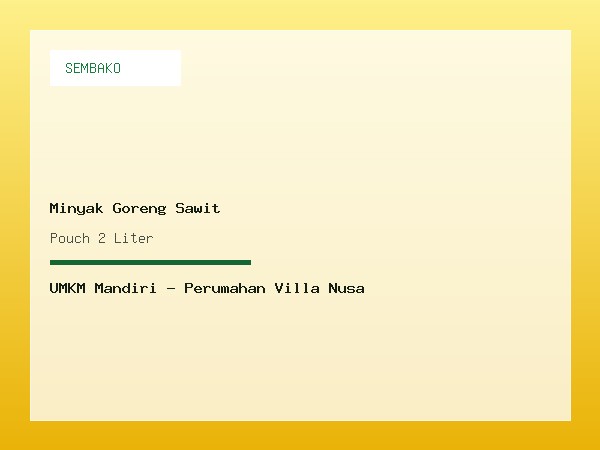 SEMBAKO
Minyak Goreng Sawit
Pouch 2 Liter
UMKM Mandiri - Perumahan Villa Nusa